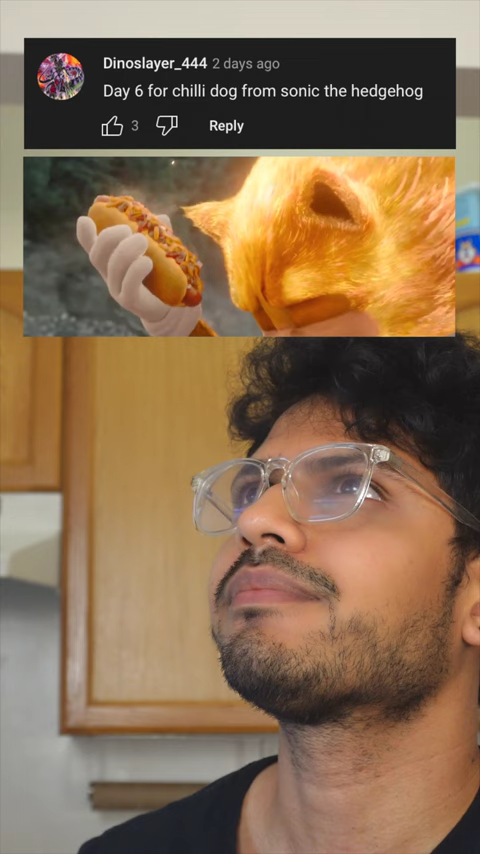 Dinoslayer_444 2 days ago
Day 6 for chilli dog from sonic the hedgehog
3
Reply